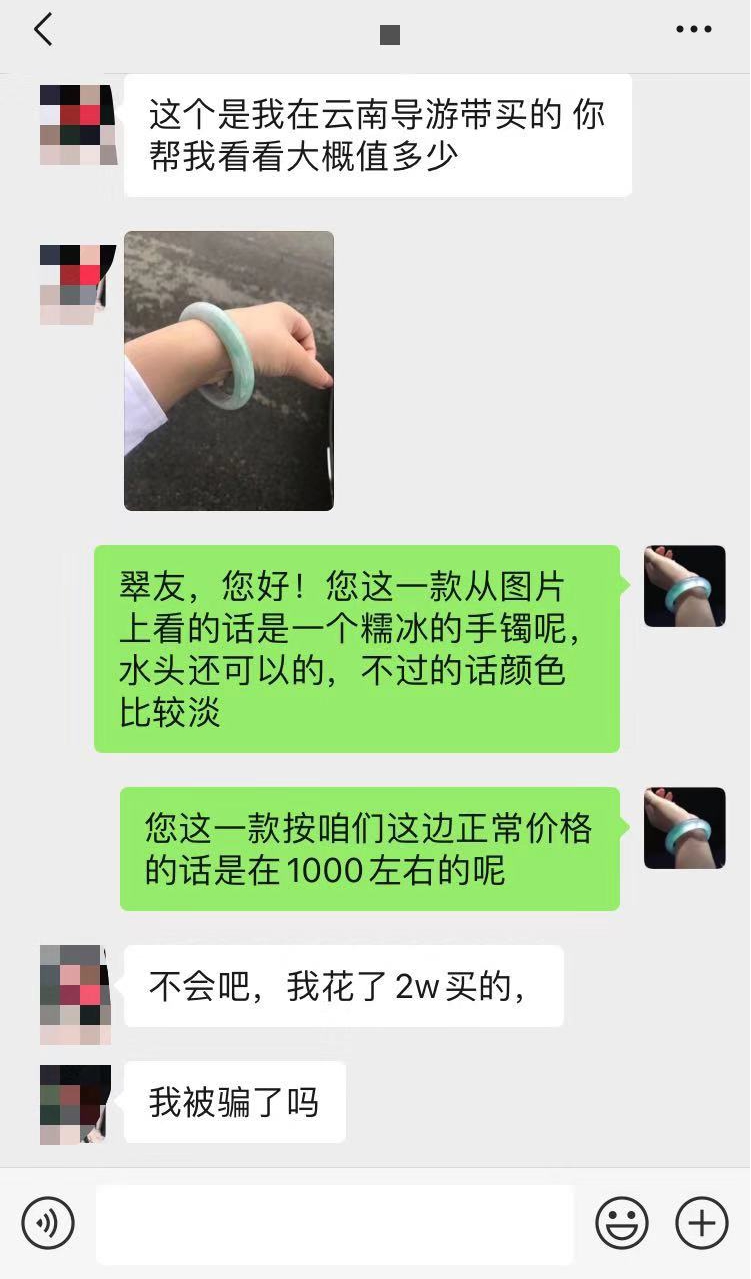 这个是我在云南导游带买的 你
帮我看看大概值多少
翠友，您好！您这一款从图片
上看的话是一个糯冰的手镯呢，
水头还可以的，不过的话颜色
比较淡
您这一款按咱们这边正常价格
的话是在1000左右的呢
不会吧，我花了2w买的，
我被骗了吗